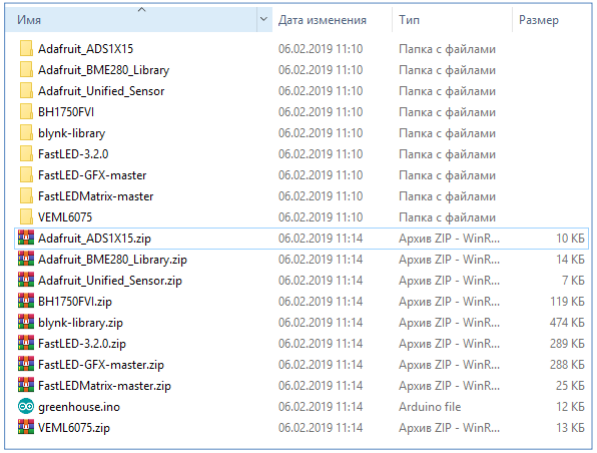 Имя Дата изменения Тип Размер
Adafruit_ADS1X15 06.02.2019 11:10 Папка с файлами
Adafruit_BME280_Library 06.02.2019 11:10 Папка с файлами
Adafruit_Unified_Sensor 06.02.2019 11:10 Папка с файлами
BH1750FVI 06.02.2019 11:10 Папка с файлами
blynk-library 06.02.2019 11:10 Папка с файлами
FastLED-3.2.0 06.02.2019 11:10 Папка с файлами
FastLED-GFX-master 06.02.2019 11:10 Папка с файлами
FastLEDMatrix-master 06.02.2019 11:10 Папка с файлами
VEML6075 06.02.2019 11:10 Папка с файлами
Adafruit_ADS1X15.zip 06.02.2019 11:14 Архив ZIP - WinR... 10 КБ
Adafruit_BME280_Library.zip 06.02.2019 11:14 Архив ZIP - WinR... 14 КБ
Adafruit_Unified_Sensor.zip 06.02.2019 11:14 Архив ZIP - WinR... 7 КБ
BH1750FVI.zip 06.02.2019 11:14 Архив ZIP - WinR... 119 КБ
blynk-library.zip 06.02.2019 11:14 Архив ZIP - WinR... 474 КБ
FastLED-3.2.0.zip 06.02.2019 11:14 Архив ZIP - WinR... 289 КБ
FastLED-GFX-master.zip 06.02.2019 11:14 Архив ZIP - WinR... 288 КБ
FastLEDMatrix-master.zip 06.02.2019 11:14 Архив ZIP - WinR... 25 КБ
greenhouse.ino 06.02.2019 11:14 Arduino file 12 КБ
VEML6075.zip 06.02.2019 11:14 Архив ZIP - WinR... 13 КБ